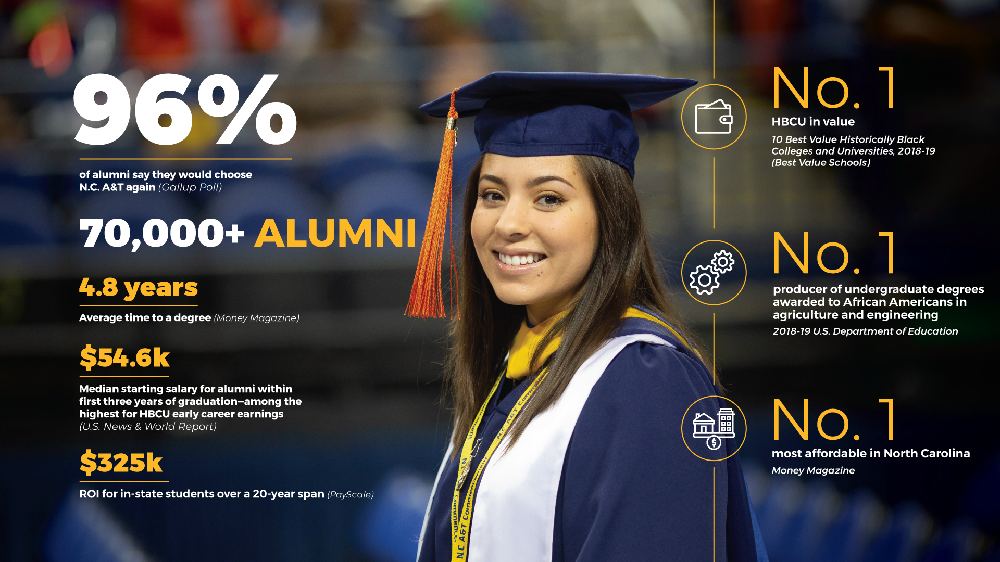 96%
of alumni say they would choose
N.C. A&T again (Gallup Poll)
70,000+ ALUMNI
4.8 years
Average time to a degree (Money Magazine)
$54.6k
Median starting salary for alumni within
first three years of graduation—among the
highest for HBCU early career earnings
(U.S. News & World Report)
$325k
ROI for in-state students over a 20-year span (PayScale)
No. 1
HBCU in value
10 Best Value Historically Black
Colleges and Universities, 2018-19
(Best Value Schools)
No. 1
producer of undergraduate degrees
awarded to African Americans in
agriculture and engineering
2018-19 U.S. Department of Education
$
No. 1
most affordable in North Carolina
Money Magazine
N.C. A&T Commencement
N.C. A&T